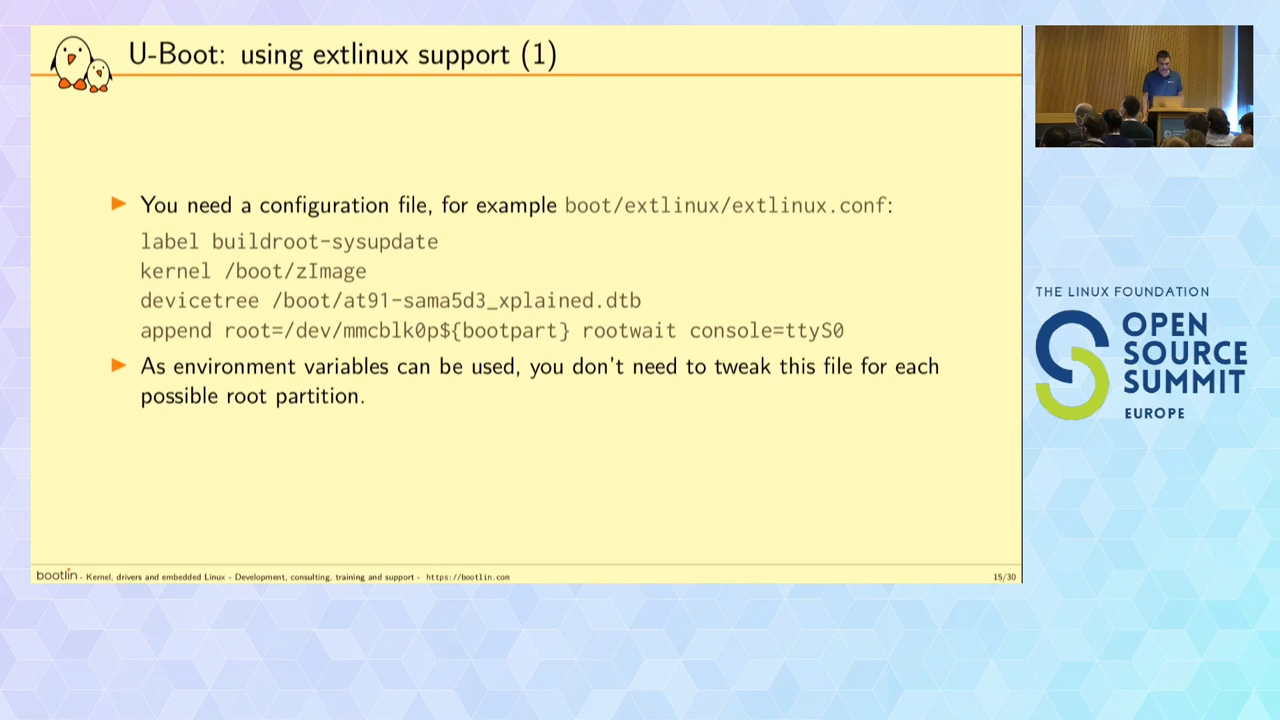 U-Boot: using extlinux support (1)
▶ You need a configuration file, for example boot/extlinux/extlinux.conf:
label buildroot-sysupdate
kernel /boot/zImage
devicetree /boot/at91-sama5d3_xplained.dtb
append root=/dev/mmcblk0p${bootpart} rootwait console=ttyS0
▶ As environment variables can be used, you don't need to tweak this file for each
possible root partition.
bootlin - Kernel, drivers and embedded Linux - Development, consulting, training and support - https://bootlin.com
15/30
THE LINUX FOUNDATION
OPEN
SOURCE
SUMMIT
EUROPE